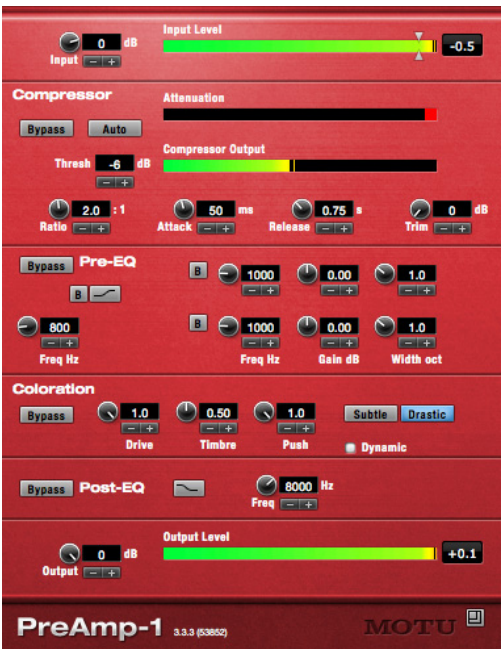 Input Level
Input 0 dB -0.5
- +
Compressor
Attenuation
Bypass Auto
Compressor Output
Thresh -6 dB
- +
2.0 :1 50 ms 0.75 s 0 dB
Ratio - + Attack - + Release - + Trim - +
Bypass Pre-EQ
B 1000 0.00 1.0
- + - + - +
B
800 B 1000 0.00 1.0
- + - + - + - +
Freq Hz Freq Hz Gain dB Width oct
Coloration
Bypass 1.0 0.50 1.0 Subtle Drastic
- + - + - +
Drive Timbre Push Dynamic
Bypass Post-EQ 8000 Hz
Freq - +
Output Level
0 dB +0.1
Output - +
PreAmp-1 3.3.3 (53852) MOTU